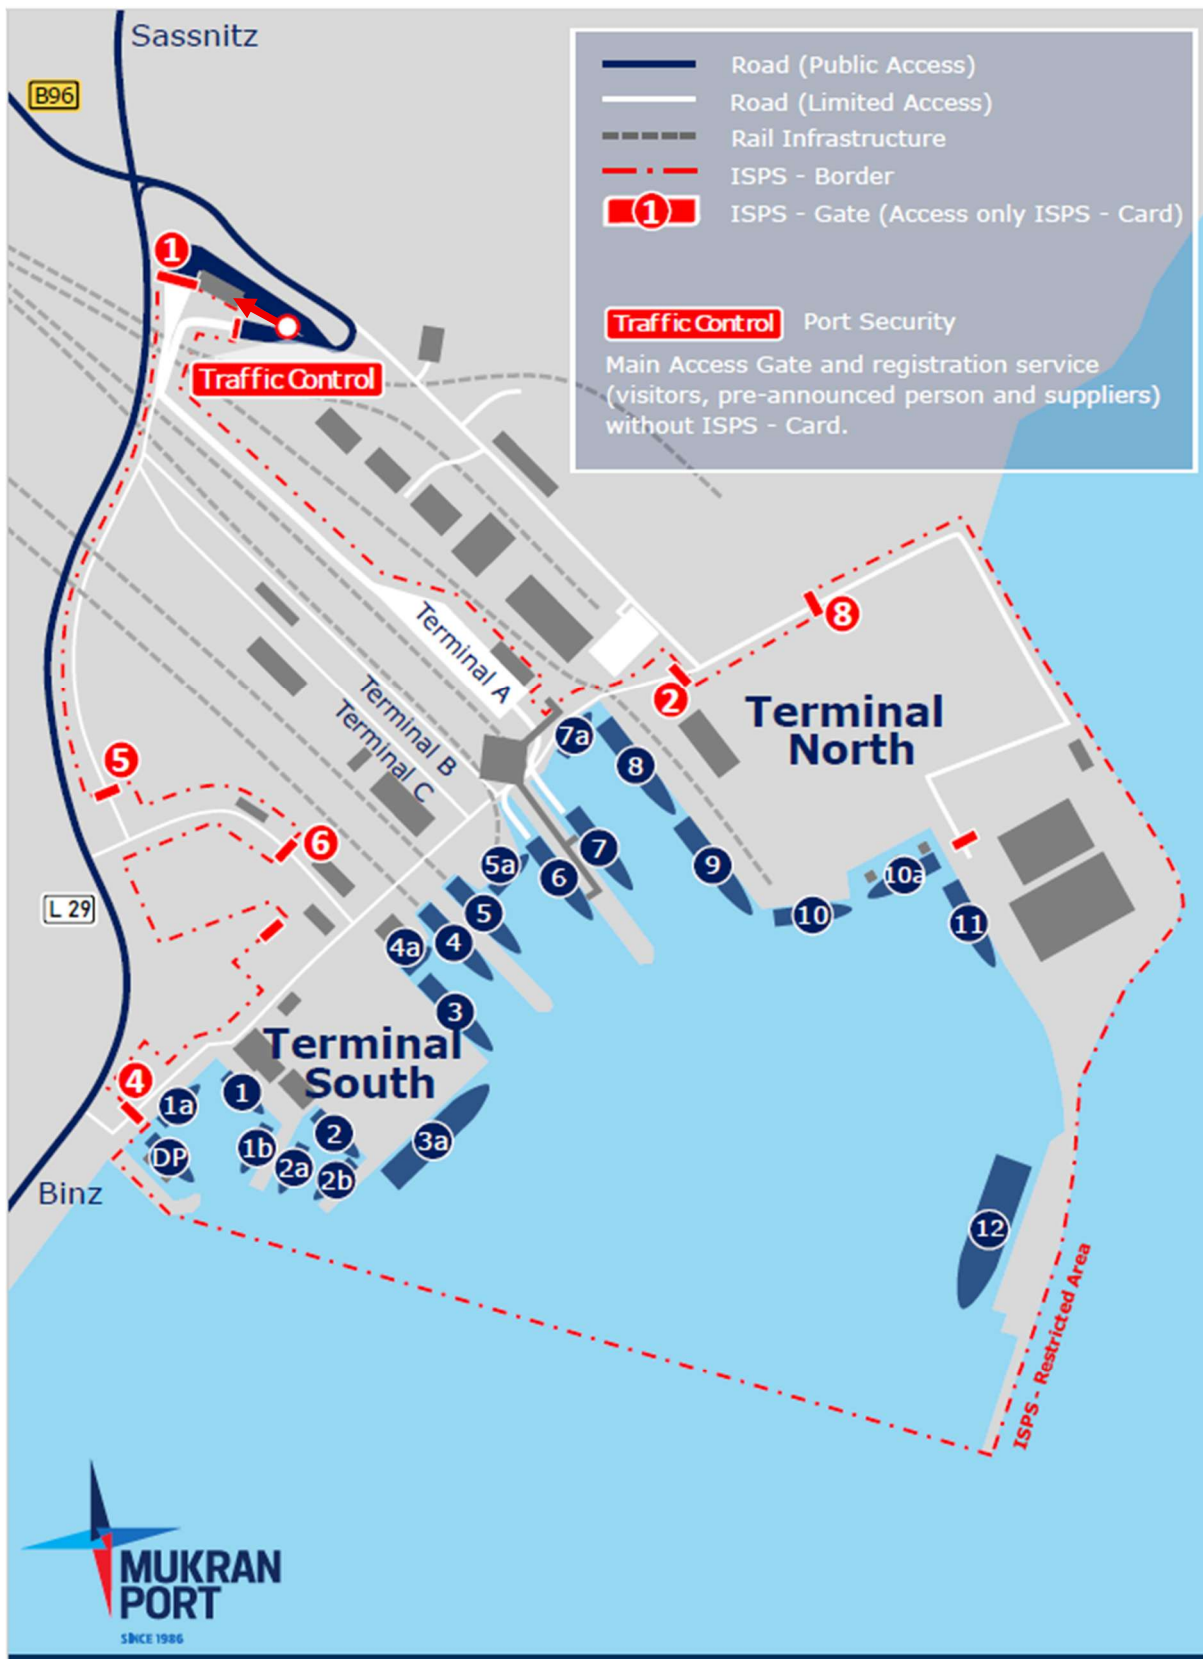 Sassnitz
B96
Road (Public Access)
Road (Limited Access)
Rail Infrastructure
ISPS - Border
1
ISPS - Gate (Access only ISPS - Card)
Traffic Control
Port Security
Main Access Gate and registration service
(visitors, pre-announced person and suppliers)
without ISPS - Card.
1
Traffic Control
8
2
Terminal A
Terminal B
Terminal C
Terminal
North
5
6
L 29
7a
8
7
9
6
5a
10
10a
11
5
4
4a
3
Terminal
South
4
1a
1
DP
1b
2
2a
2b
3a
12
Binz
ISPS - Restricted Area
MUKRAN
PORT
SINCE 1986